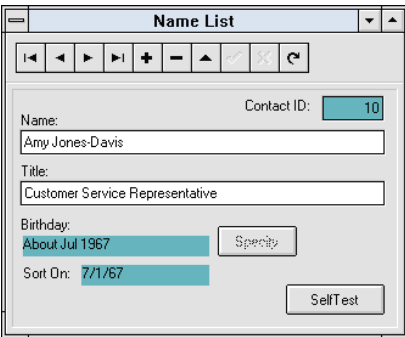 Name List
Contact ID: 10
Name:
Amy Jones-Davis
Title:
Customer Service Representative
Birthday:
About Jul 1967
Specify
Sort On: 7/1/67
SelfTest